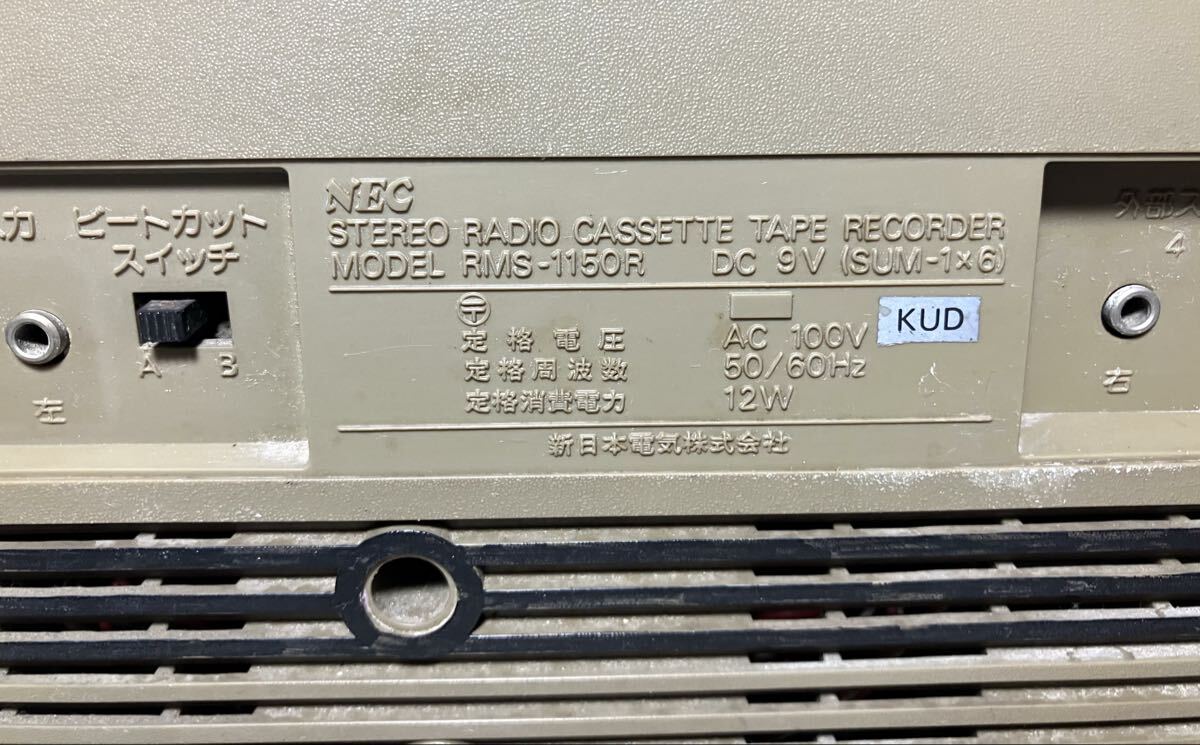 NEC
STEREO RADIO CASSETTE TAPE RECORDER
MODEL RMS-1150R DC 9V (SUM-1×6)
〒
定格電圧 AC 100V
定格周波数 50/60Hz
定格消費電力 12W
KUD
新日本電気株式会社
力
ビートカット
スイッチ
A B
左
外部ス
4
右